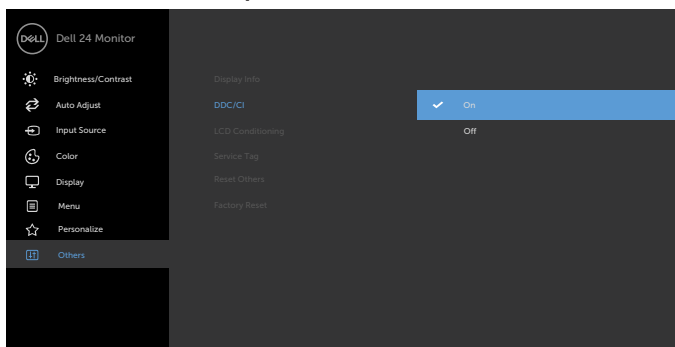 DELL
Dell 24 Monitor
Brightness/Contrast
Auto Adjust
Input Source
Color
Display
Menu
Personalize
Others
Display Info
DDC/CI
LCD Conditioning
Service Tag
Reset Others
Factory Reset
On
Off